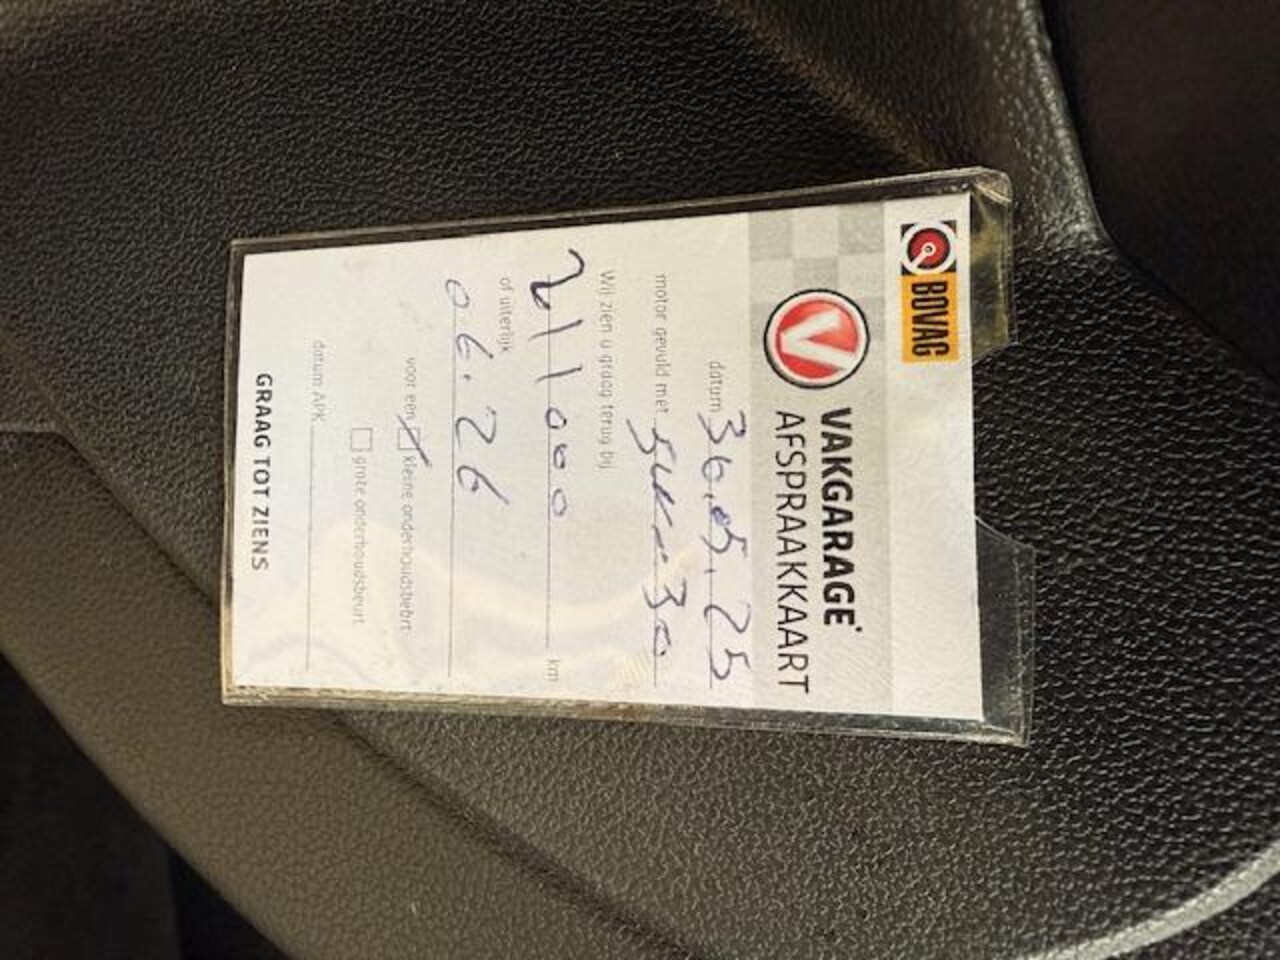 BOVAG
VAKGARAGE
AFSPRAAKKAART
datum 30.05.25
motor gevuld met 30
Wij zien u graag terug bij
211000 km
of uiterlijk
06.26
voor een kleine onderhoudsbeurt
grote onderhoudsbeurt
datum APK
GRAAG TOT ZIENS